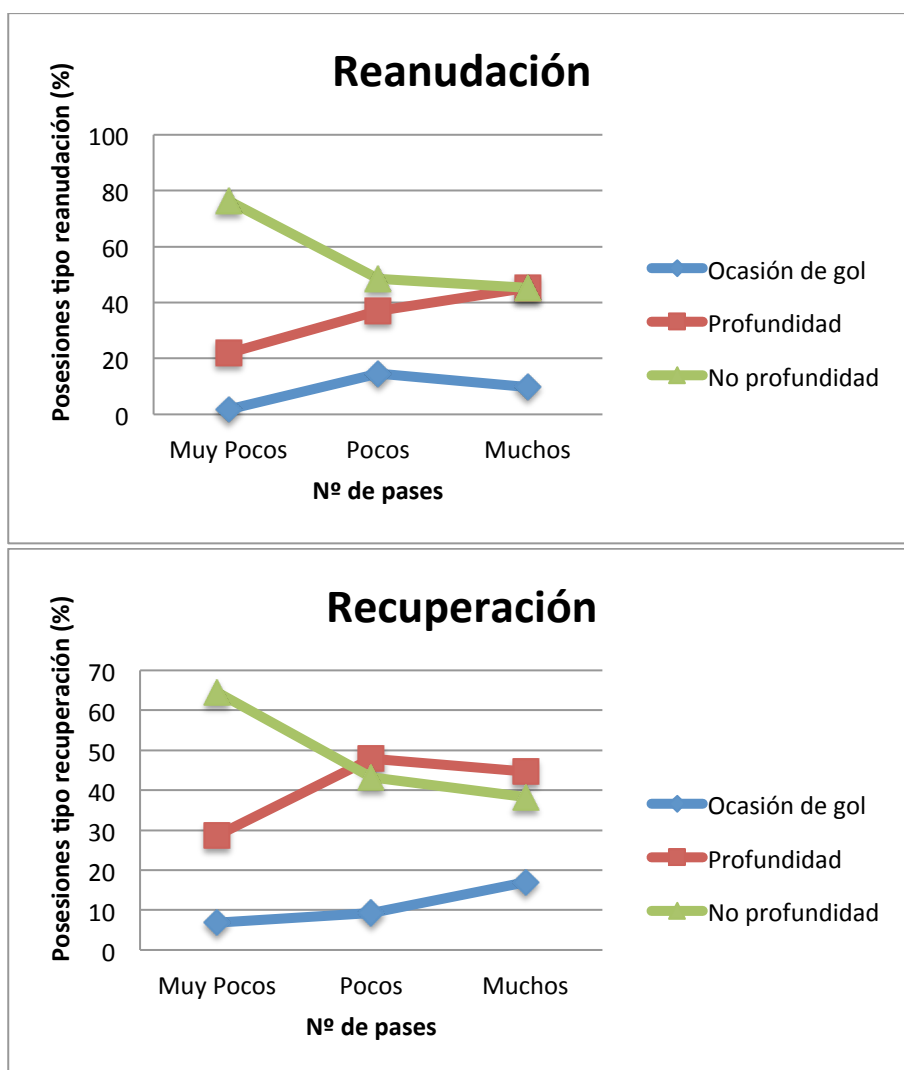 Reanudación
Posesiones tipo reanudación (%)
100
80
60
40
20
0
Muy Pocos
Pocos
Muchos
Nº de pases
Ocasión de gol
Profundidad
No profundidad
Recuperación
Posesiones tipo recuperación (%)
70
60
50
40
30
20
10
0
Muy Pocos
Pocos
Muchos
Nº de pases
Ocasión de gol
Profundidad
No profundidad